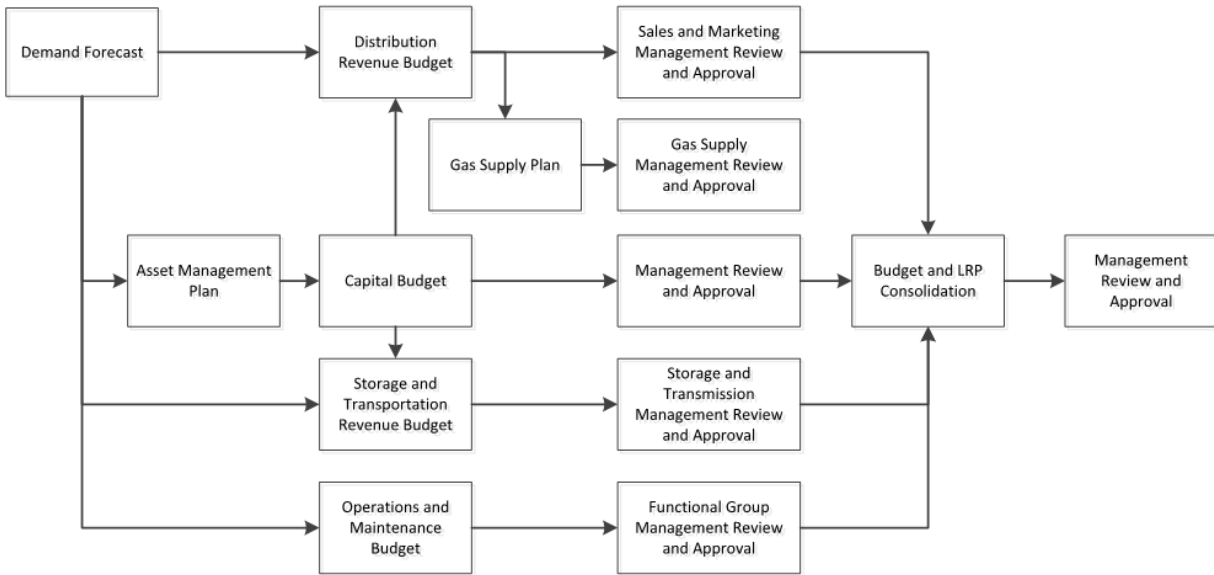 Demand Forecast
Distribution
Revenue Budget
Sales and Marketing
Management Review
and Approval
Gas Supply Plan
Gas Supply
Management Review
and Approval
Asset Management
Plan
Capital Budget
Management Review
and Approval
Budget and LRP
Consolidation
Management
Review and
Approval
Storage and
Transportation
Revenue Budget
Storage and
Transmission
Management Review
and Approval
Operations and
Maintenance
Budget
Functional Group
Management Review
and Approval